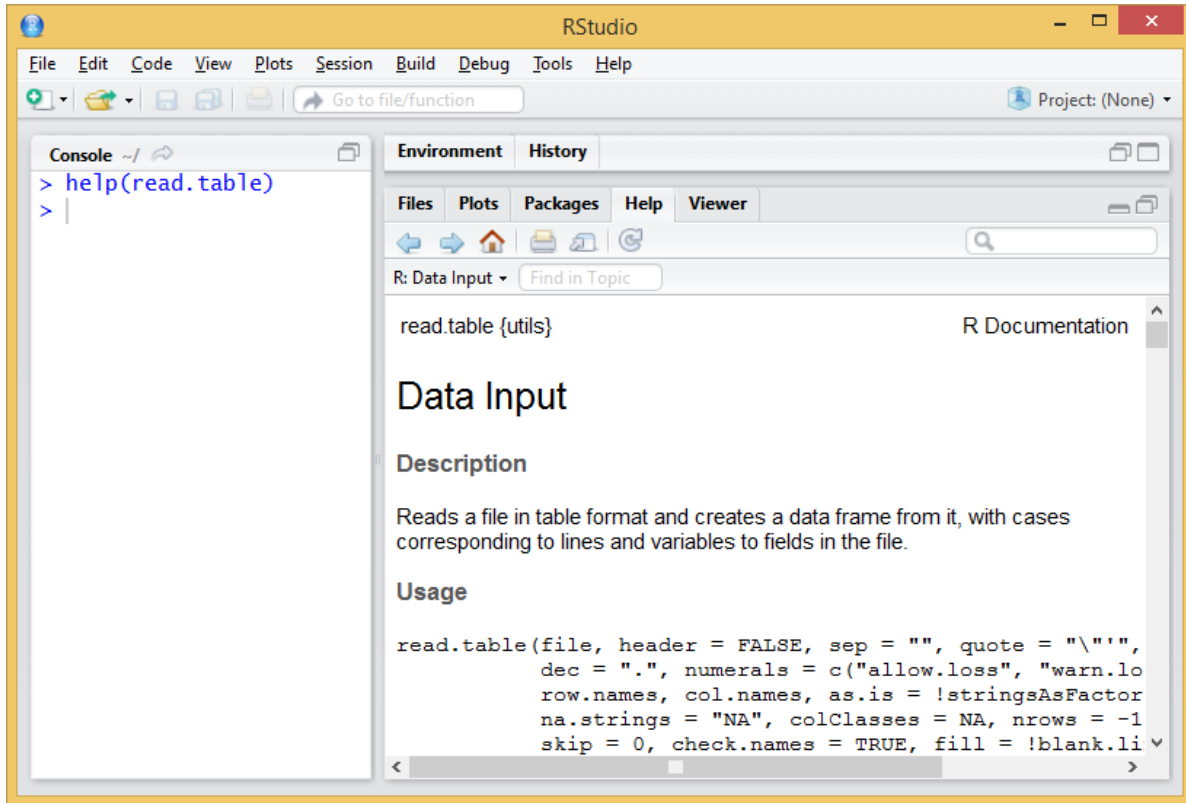 RStudio
File Edit Code View Plots Session Build Debug Tools Help
Go to file/function
Project: (None)
Console ~/
> help(read.table)
>
Environment History
Files Plots Packages Help Viewer
R: Data Input
Find in Topic
read.table {utils}
R Documentation
Data Input
Description
Reads a file in table format and creates a data frame from it, with cases
corresponding to lines and variables to fields in the file.
Usage
read.table(file, header = FALSE, sep = "", quote = "\"'",
dec = ".", numerals = c("allow.loss", "warn.lo
row.names, col.names, as.is = !stringsAsFactor
na.strings = "NA", colClasses = NA, nrows = -1
skip = 0, check.names = TRUE, fill = !blank.li